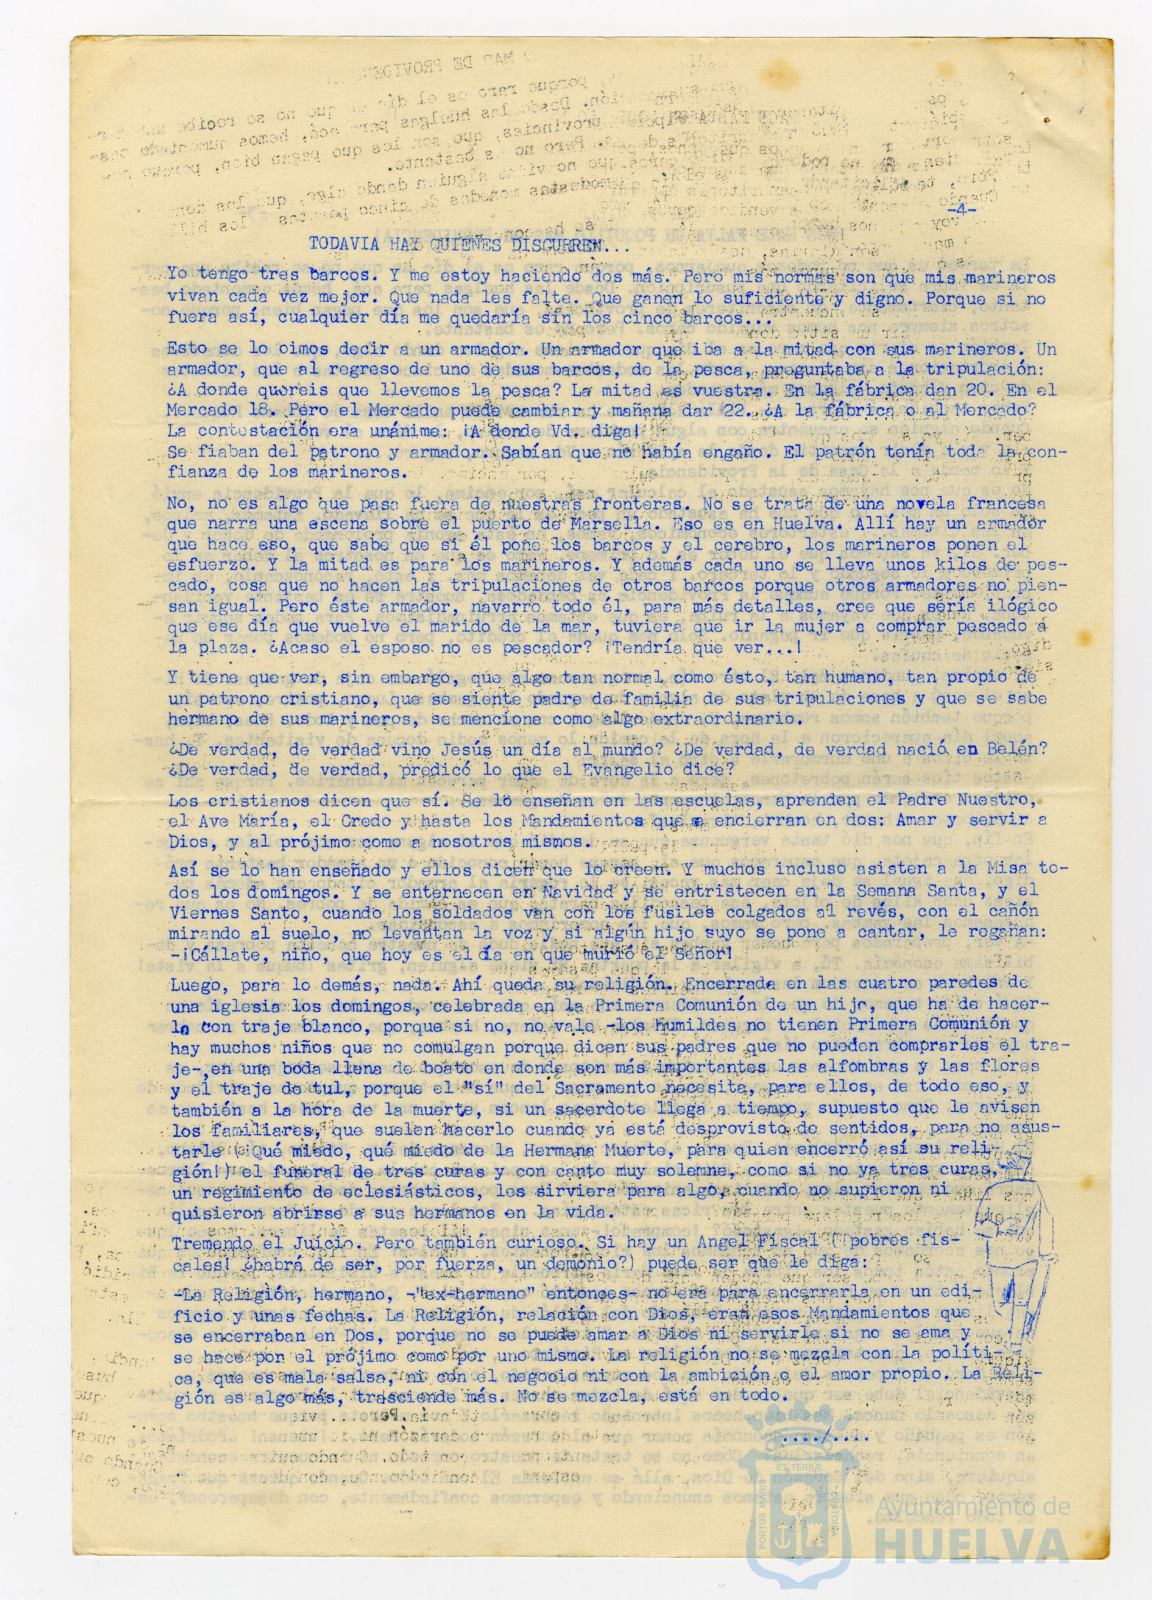 -4-
TODAVIA HAY QUIENES DISCURREN...
Yo tengo tres barcos. Y me estoy haciendo dos más. Pero mis normas son que mis marineros
vivan cada vez mejor. Que nada les falte. Que ganen lo suficiente y digno. Porque si no
fuera así, cualquier día me quedaría sin los cinco barcos...
Esto se lo oimos decir a un armador. Un armador que iba a la mitad con sus marineros. Un
armador, que al regreso de uno de sus barcos, de la pesca, preguntaba a la tripulación:
¿A donde quereis que llevemos la pesca? La mitad es vuestra. En la fábrica dan 20. En el
Mercado 18. Pero el Mercado puede cambiar y mañana dar 22. ¿A la fábrica o al Mercado?
La contestación era unánime: ¡A donde Vd. diga!
Se fiaban del patrono y armador. Sabían que no había engaño. El patrón tenía toda la con-
fianza de los marineros.
No, no es algo que pasa fuera de nuestras fronteras. No se trata de una novela francesa
que narra una escena sobre el puerto de Marsella. Eso es en Huelva. Allí hay un armador
que hace eso, que sabe que si él pone los barcos y el cerebro, los marineros ponen el
esfuerzo. Y la mitad es para los marineros. Y además cada uno se lleva unos kilos de pes-
cado, cosa que no hacen las tripulaciones de otros barcos porque otros armadores no pien-
san igual. Pero éste armador, navarro todo él, para más detalles, cree que sería ilógico
que ese día que vuelve el marido de la mar, tuviera que ir la mujer a comprar pescado a
la plaza. ¿Acaso el esposo no es pescador? ¡Tendría que ver...!
Y tiene que ver, sin embargo, que algo tan normal como ésto, tan humano, tan propio de
un patrono cristiano, que se siente padre de familia de sus tripulaciones y que se sabe
hermano de sus marineros, se mencione como algo extraordinario.
¿De verdad, de verdad vino Jesús un día al mundo? ¿De verdad, de verdad nació en Belén?
¿De verdad, de verdad, predicó lo que el Evangelio dice?
Los cristianos dicen que sí. Se lo enseñan en las escuelas, aprenden el Padre Nuestro,
el Ave María, el Credo y hasta los Mandamientos que se encierran en dos: Amar y servir a
Dios, y al prójimo como a nosotros mismos.
Así se lo han enseñado y ellos dicen que lo creen. Y muchos incluso asisten a la Misa to-
dos los domingos. Y se enternecen en Navidad y se entristecen en la Semana Santa, y el
Viernes Santo, cuando los soldados van con los fusiles colgados al revés, con el cañón
mirando al suelo, no levantan la voz y si algún hijo suyo se pone a cantar, le regañan:
-¡Cállate, niño, que hoy es el día en que murió el Señor!
Luego, para lo demás, nada. Ahí queda su religión. Encerrada en las cuatro paredes de
una iglesia los domingos, celebrada en la Primera Comunión de un hijo, que ha de hacer-
la con traje blanco, porque si no, no vale -los humildes no tienen Primera Comunión y
hay muchos niños que no comulgan porque dicen sus padres que no pueden comprarles el tra-
je-, en una boda llena de boato en donde son más importantes las alfombras y las flores
y el traje de tul, porque el "sí" del Sacramento necesita, para ellos, de todo eso, y
también a la hora de la muerte, si un sacerdote llega a tiempo, supuesto que le avisen
los familiares, que suelen hacerlo cuando ya está desprovisto de sentidos, para no asus-
tarle (¡Qué miedo, qué miedo de la Hermana Muerte, para quien encerró así su reli-
gión!) el funeral de tres curas y con canto muy solemne, como si no ya tres curas,
un regimiento de eclesiásticos, les sirviera para algo, cuando no supieron ni
quisieron abrirse a sus hermanos en la vida.
Tremendo el Juicio. Pero también curioso. Si hay un Angel Fiscal (¡pobres fis-
cales! ¿habrá de ser, por fuerza, un demonio?) puede ser que le diga:
-La Religión, hermano, -"ex-hermano" entonces- no era para encerrarla en un edi-
ficio y unas fechas. La Religión, relación con Dios, eran esos Mandamientos que
se encerraban en Dos, porque no se puede amar a Dios ni servirle si no se ama y
se hace por el prójimo como por uno mismo. La religión no se mezcla con la políti-
ca, que es mala salsa, ni con el negocio ni con la ambición o el amor propio. La Reli-
gión es algo más, trasciende más. No se mezcla, está en todo.
...../....
Ayuntamiento de
HUELVA